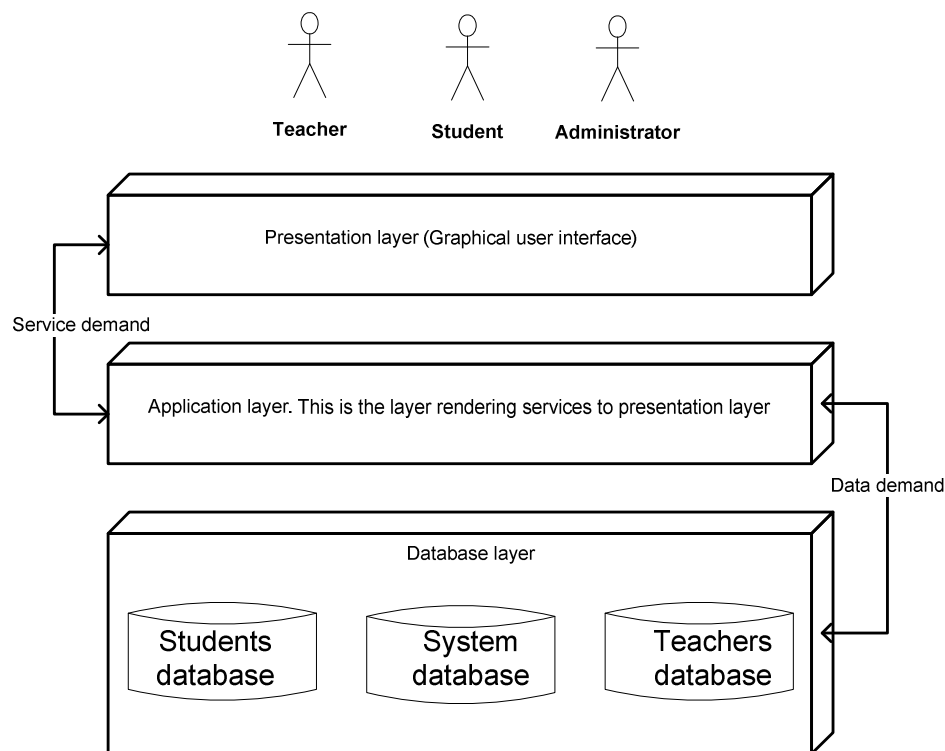 Teacher
Student
Administrator
Presentation layer (Graphical user interface)
Service demand
Application layer. This is the layer rendering services to presentation layer
Data demand
Database layer
Students
database
System
database
Teachers
database